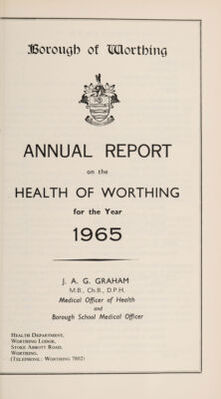 Borough of Worthing
ANNUAL REPORT
on the
HEALTH OF WORTHING
for the Year
1965
J. A. G. GRAHAM
M.B., Ch.B., D.P.H.
Medical Officer of Health
and
Borough School Medical Officer
HEALTH DEPARTMENT,
WORTHING LODGE,
STOKE ABBOTT ROAD,
WORTHING.
(TELEPHONE: WORTHING 7802)